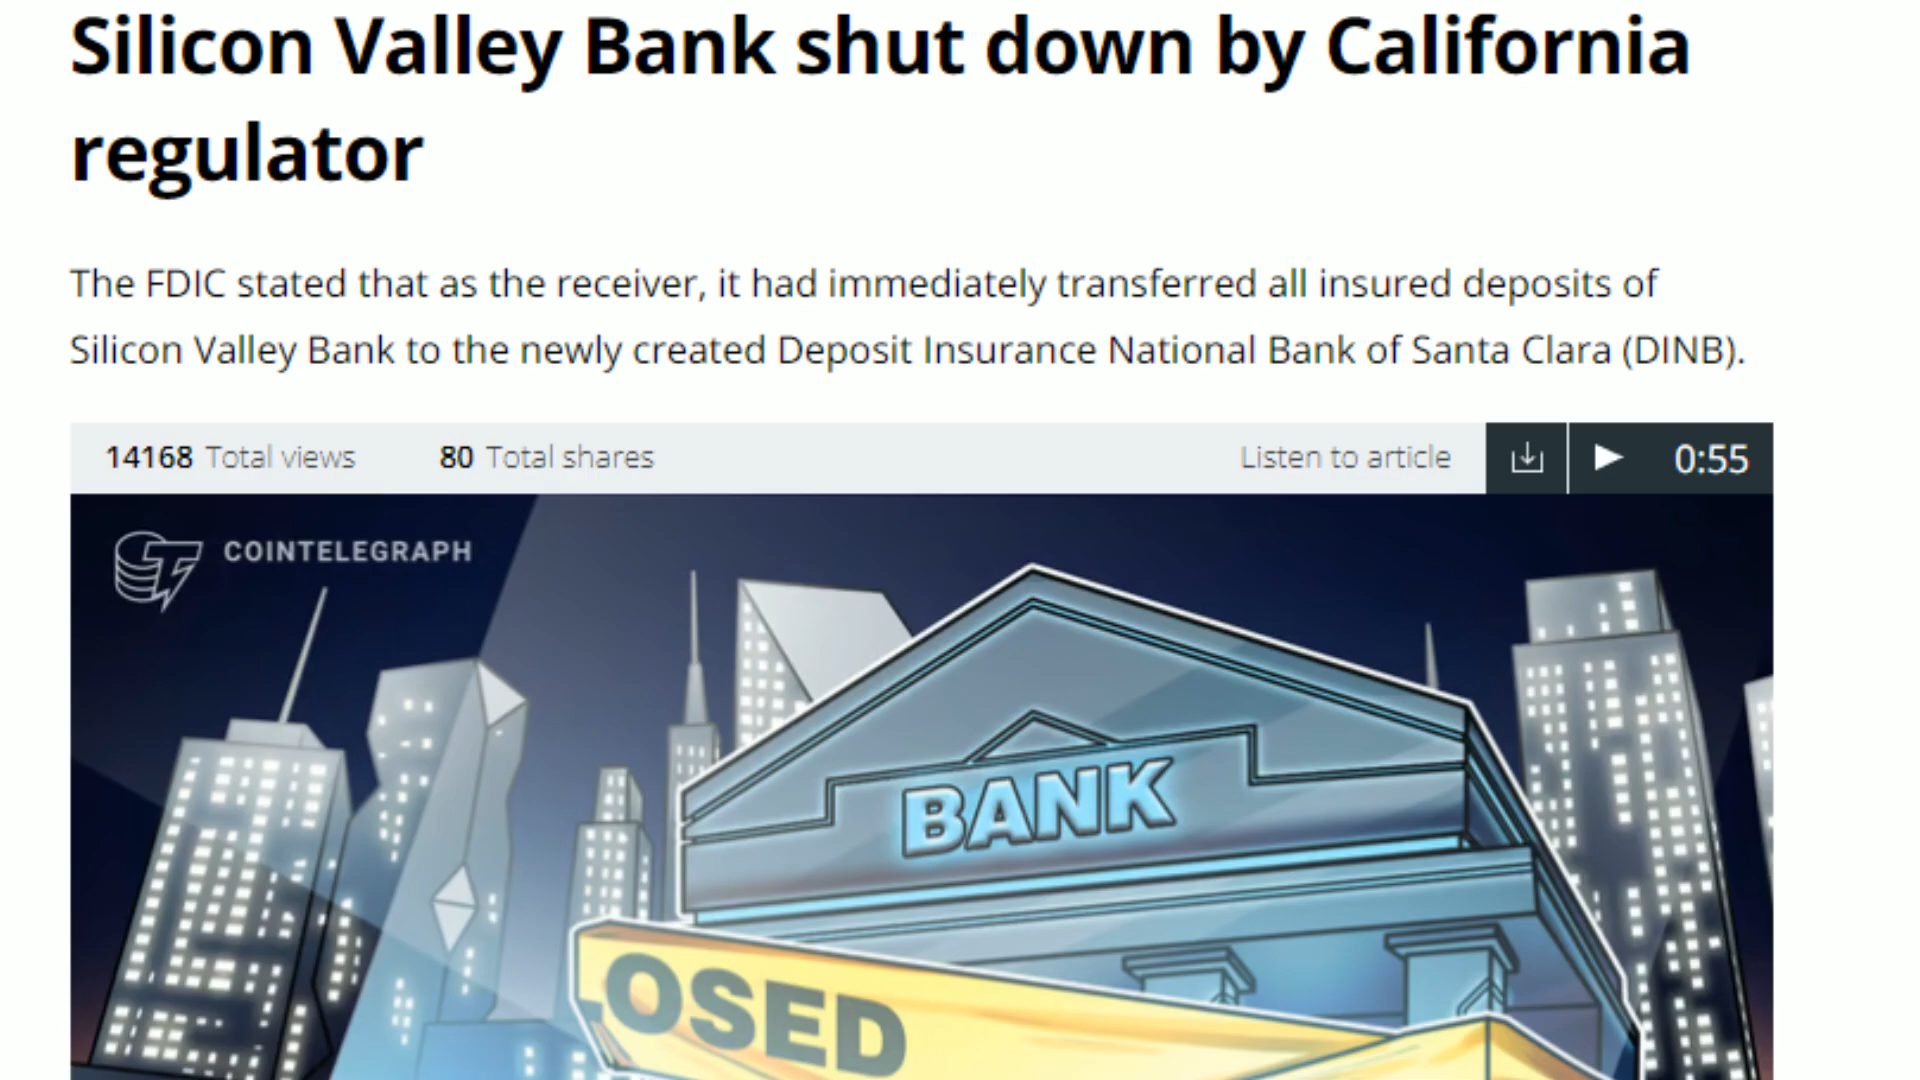 Silicon Valley Bank shut down by California
regulator
The FDIC stated that as the receiver, it had immediately transferred all insured deposits of
Silicon Valley Bank to the newly created Deposit Insurance National Bank of Santa Clara (DINB).
14168 Total views 80 Total shares Listen to article 0:55
COINTELEGRAPH
BANK
LOSED